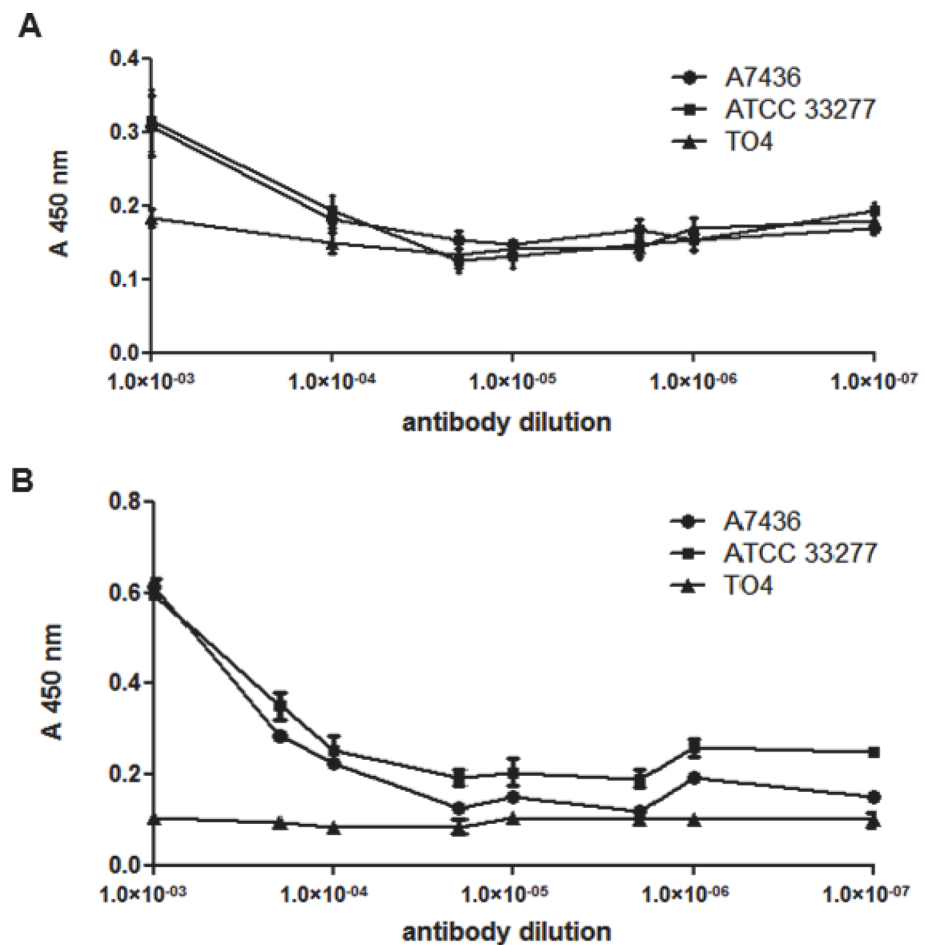 A
0.4
0.3
0.2
0.1
0.0
A 450 nm
A7436
ATCC 33277
TO4
1.0×10⁻⁰³ 1.0×10⁻⁰⁴ 1.0×10⁻⁰⁵ 1.0×10⁻⁰⁶ 1.0×10⁻⁰⁷
antibody dilution
B
0.8
0.6
0.4
0.2
0.0
A 450 nm
A7436
ATCC 33277
TO4
1.0×10⁻⁰³ 1.0×10⁻⁰⁴ 1.0×10⁻⁰⁵ 1.0×10⁻⁰⁶ 1.0×10⁻⁰⁷
antibody dilution